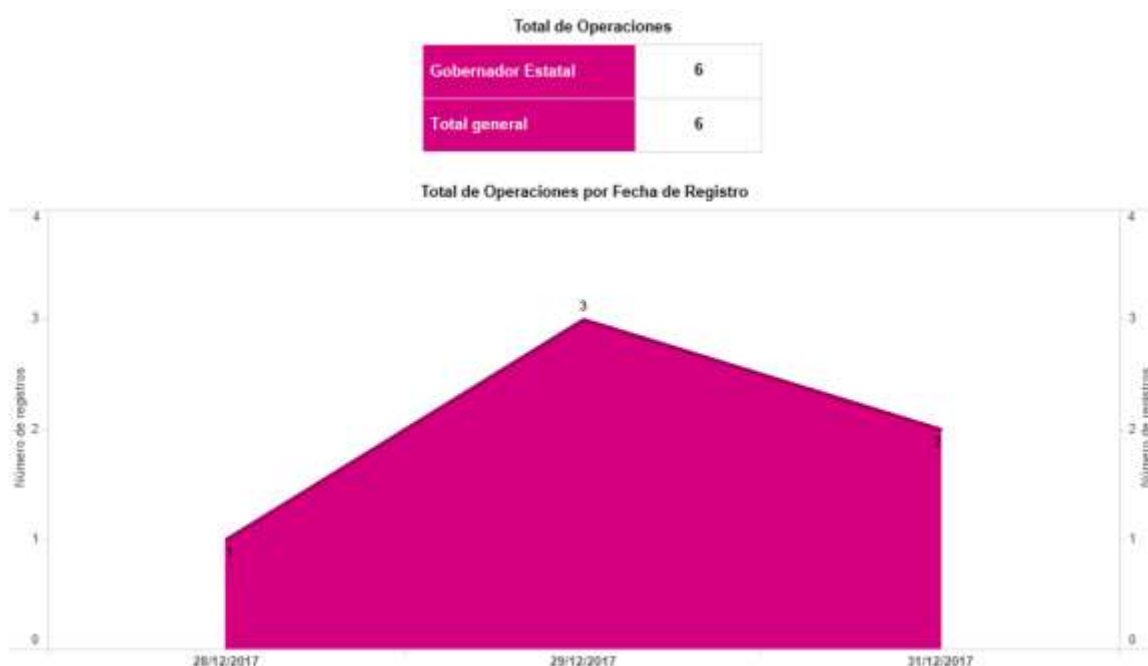 Total de Operaciones
Gobernador Estatal 6
Total general 6
Total de Operaciones por Fecha de Registro
4 4
3
3 3
Número de registros Número de registros
2 2
2
1 1
1
0 0
28/12/2017 29/12/2017 31/12/2017